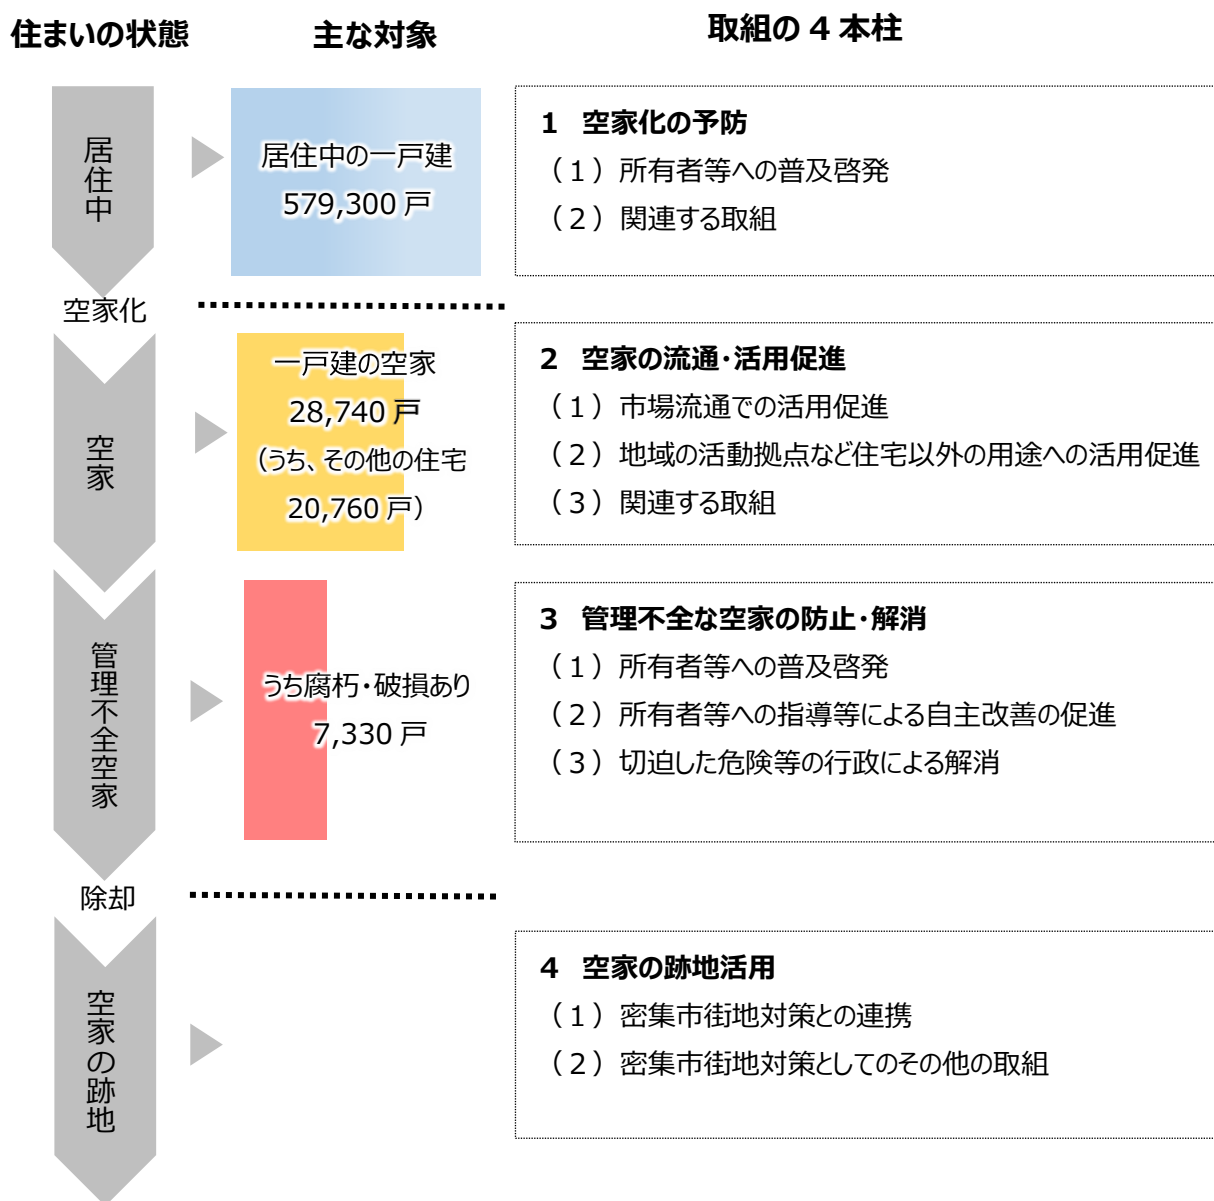 住まいの状態
主な対象
取組の4本柱
居住中
居住中の一戸建
579,300戸
1 空家化の予防
(1)所有者等への普及啓発
(2)関連する取組
空家化
空家
一戸建の空家
28,740戸
(うち、その他の住宅
20,760戸)
2 空家の流通・活用促進
(1)市場流通での活用促進
(2)地域の活動拠点など住宅以外の用途への活用促進
(3)関連する取組
管理不全空家
うち腐朽・破損あり
7,330戸
3 管理不全な空家の防止・解消
(1)所有者等への普及啓発
(2)所有者等への指導等による自主改善の促進
(3)切迫した危険等の行政による解消
除却
空家の跡地
4 空家の跡地活用
(1)密集市街地対策との連携
(2)密集市街地対策としてのその他の取組